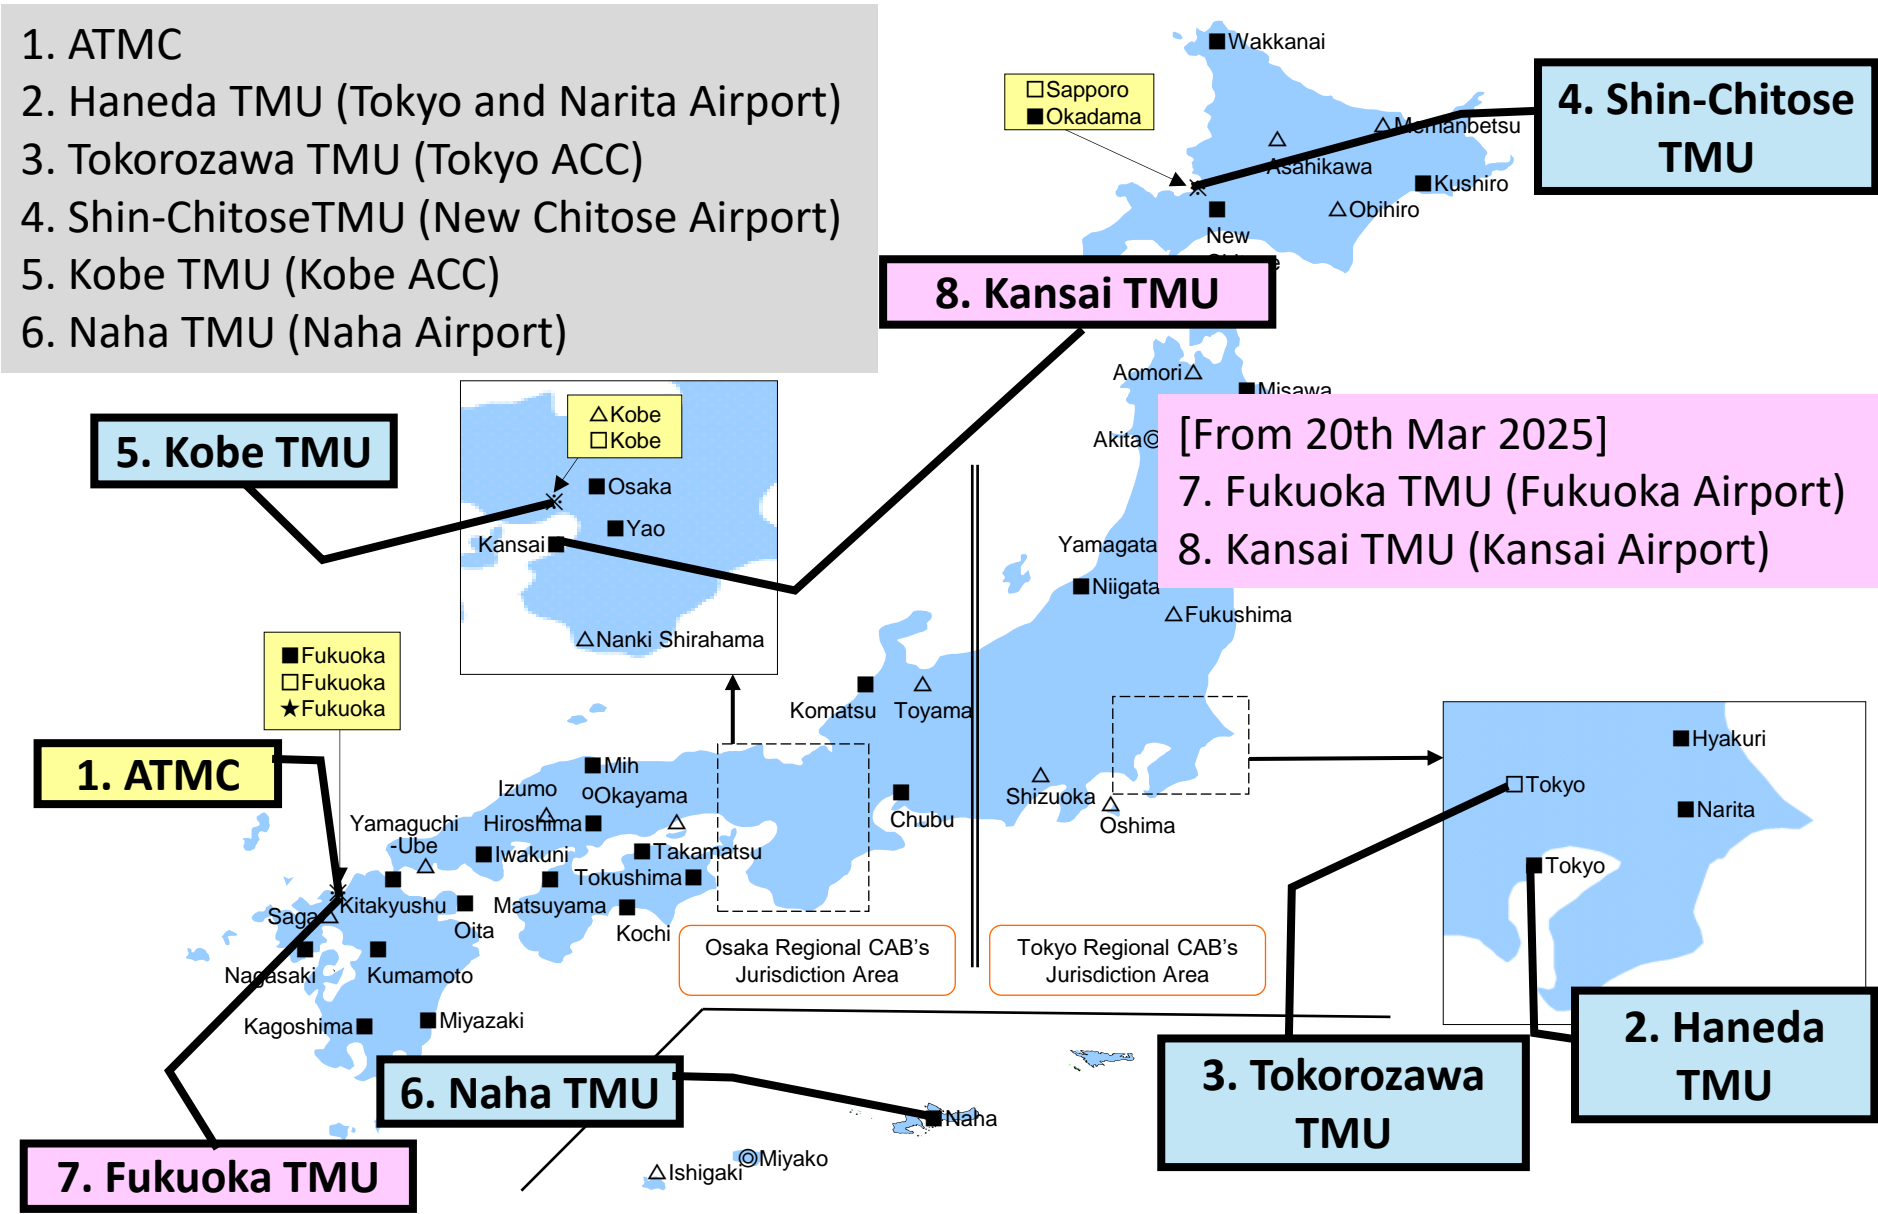 1. ATMC
2. Haneda TMU (Tokyo and Narita Airport)
3. Tokorozawa TMU (Tokyo ACC)
4. Shin-ChitoseTMU (New Chitose Airport)
5. Kobe TMU (Kobe ACC)
6. Naha TMU (Naha Airport)
Wakkanai
□Sapporo
■Okadama
4. Shin-Chitose
TMU
Memanbetsu
Asahikawa
Kushiro
Obihiro
New
8. Kansai TMU
Aomori
Misawa
Akita
[From 20th Mar 2025]
7. Fukuoka TMU (Fukuoka Airport)
8. Kansai TMU (Kansai Airport)
Yamagata
Niigata
Fukushima
5. Kobe TMU
△Kobe
□Kobe
Osaka
Yao
Kansai
Nanki Shirahama
■Fukuoka
□Fukuoka
★Fukuoka
1. ATMC
Komatsu
Toyama
Mih
Izumo
Okayama
Hiroshima
Yamaguchi
-Ube
Iwakuni
Takamatsu
Tokushima
Kitakyushu
Matsuyama
Saga
Oita
Kochi
Nagasaki
Kumamoto
Kagoshima
Miyazaki
Chubu
Shizuoka
Oshima
Hyakuri
Tokyo
Narita
Tokyo
Osaka Regional CAB's
Jurisdiction Area
Tokyo Regional CAB's
Jurisdiction Area
2. Haneda
TMU
3. Tokorozawa
TMU
6. Naha TMU
Naha
Miyako
Ishigaki
7. Fukuoka TMU